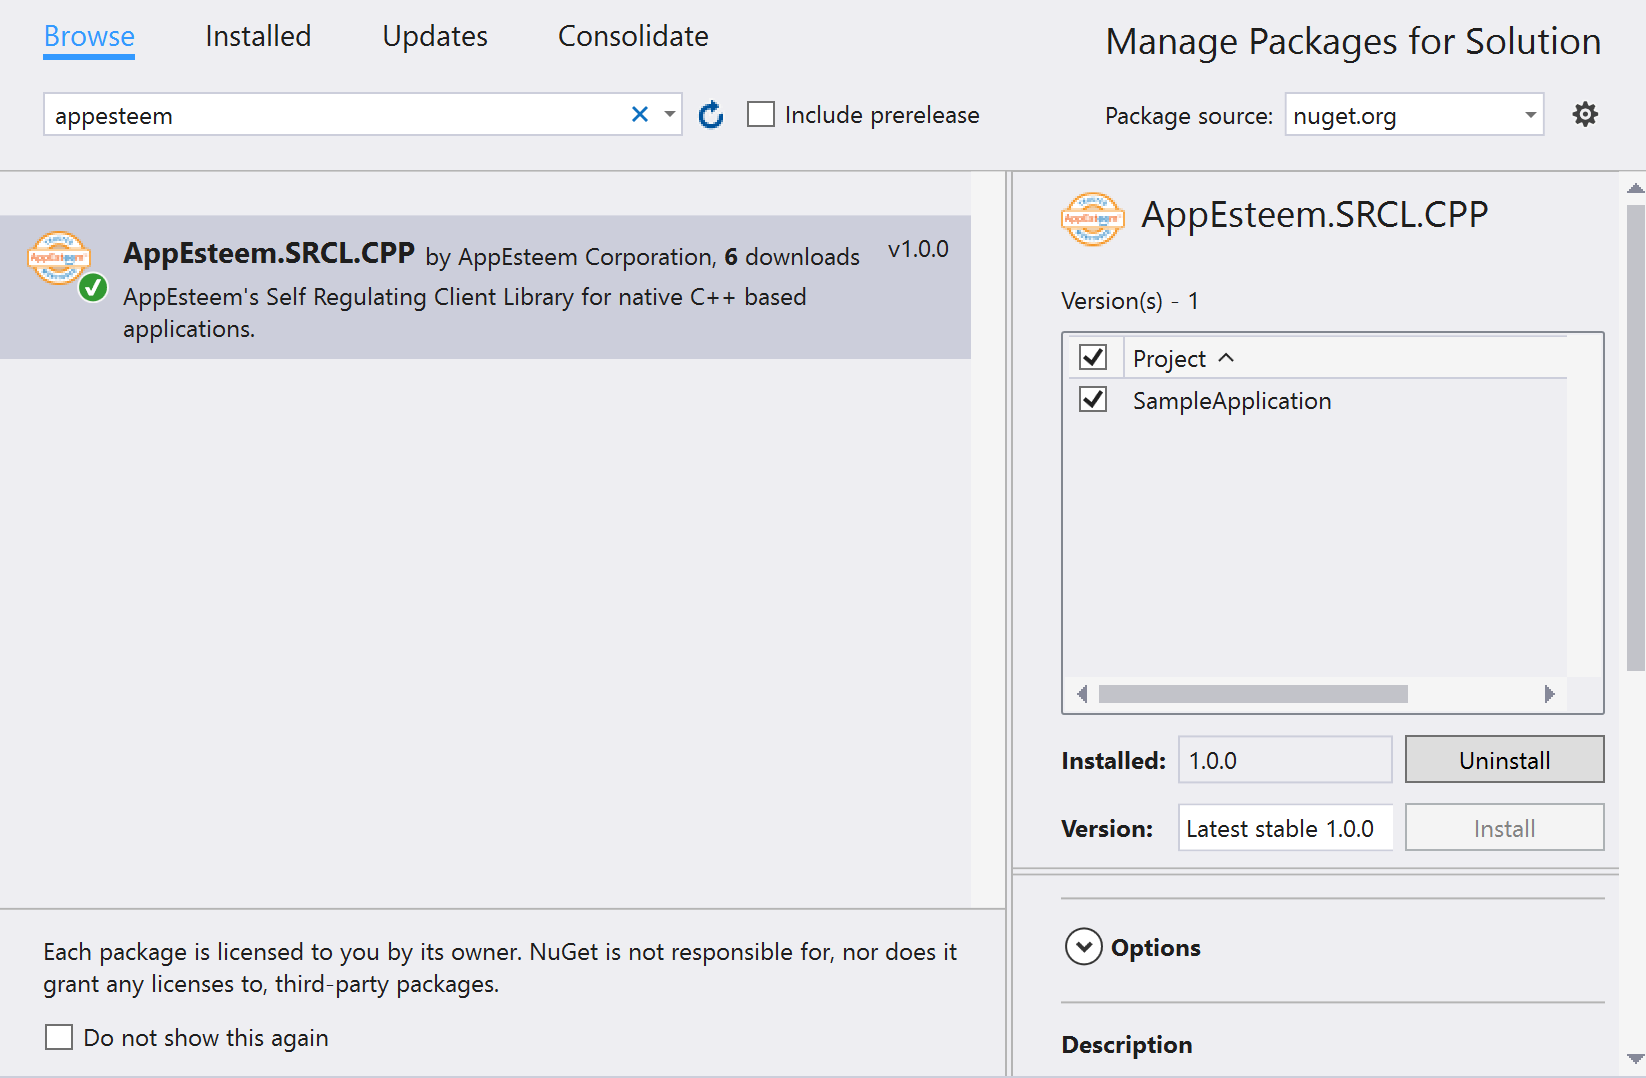 Browse
Installed
Updates
Consolidate
Manage Packages for Solution
appesteem
Include prerelease
Package source:
nuget.org
AppEsteem
AppEsteem.SRCL.CPP by AppEsteem Corporation, 6 downloads
v1.0.0
AppEsteem's Self Regulating Client Library for native C++ based
applications.
AppEsteem
AppEsteem.SRCL.CPP
Version(s) - 1
Project
SampleApplication
Installed:
1.0.0
Uninstall
Version:
Latest stable 1.0.0
Install
Options
Description
Each package is licensed to you by its owner. NuGet is not responsible for, nor does it
grant any licenses to, third-party packages.
Do not show this again